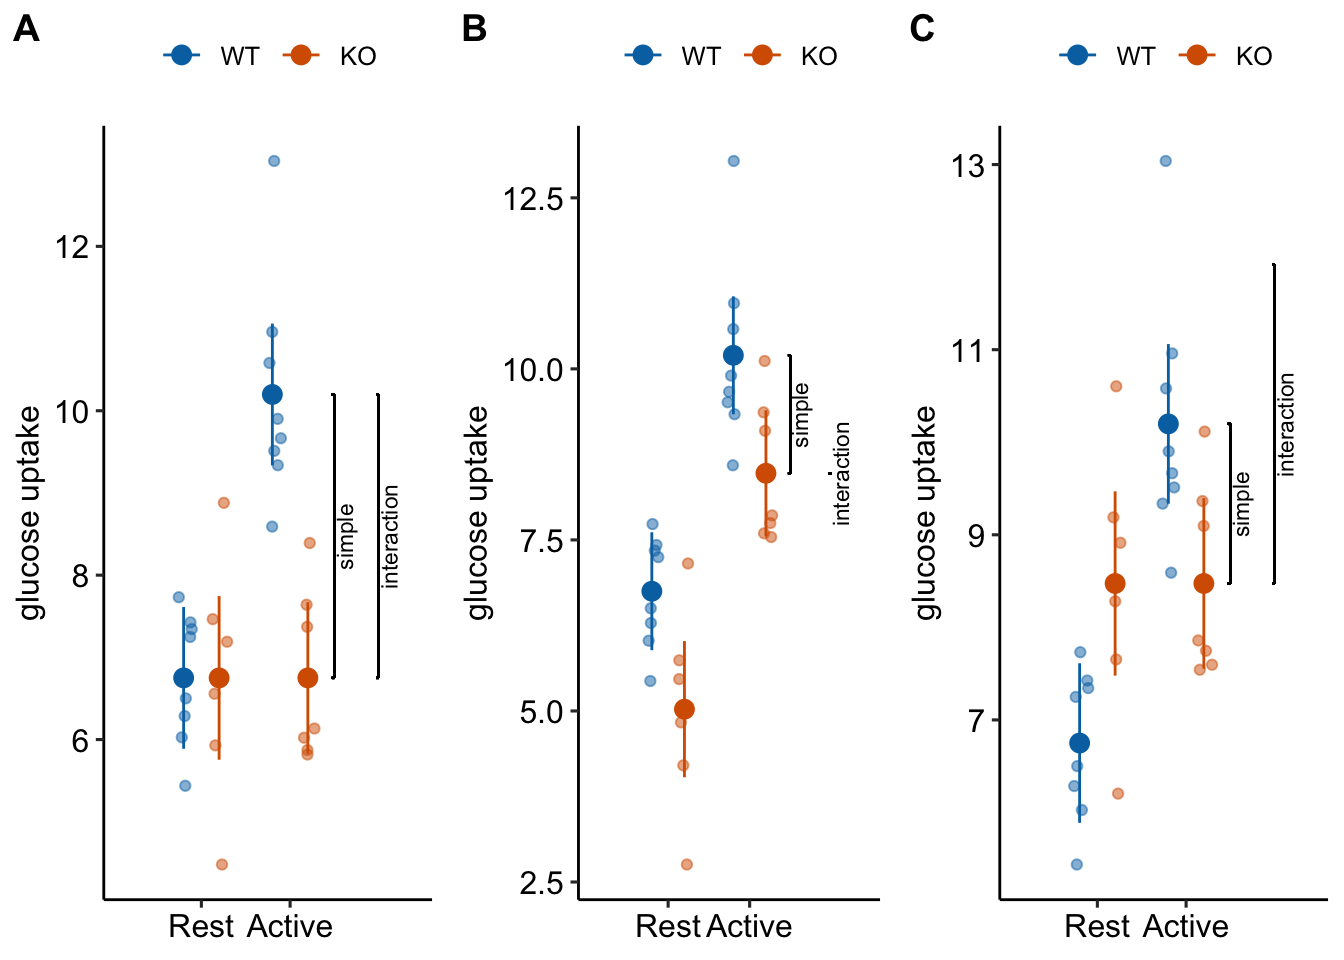 A
WT KO
glucose uptake
12
10
8
6
simple
interaction
Rest Active
B
WT KO
glucose uptake
12.5
10.0
7.5
5.0
2.5
simple
interaction
Rest Active
C
WT KO
glucose uptake
13
11
9
7
simple
interaction
Rest Active